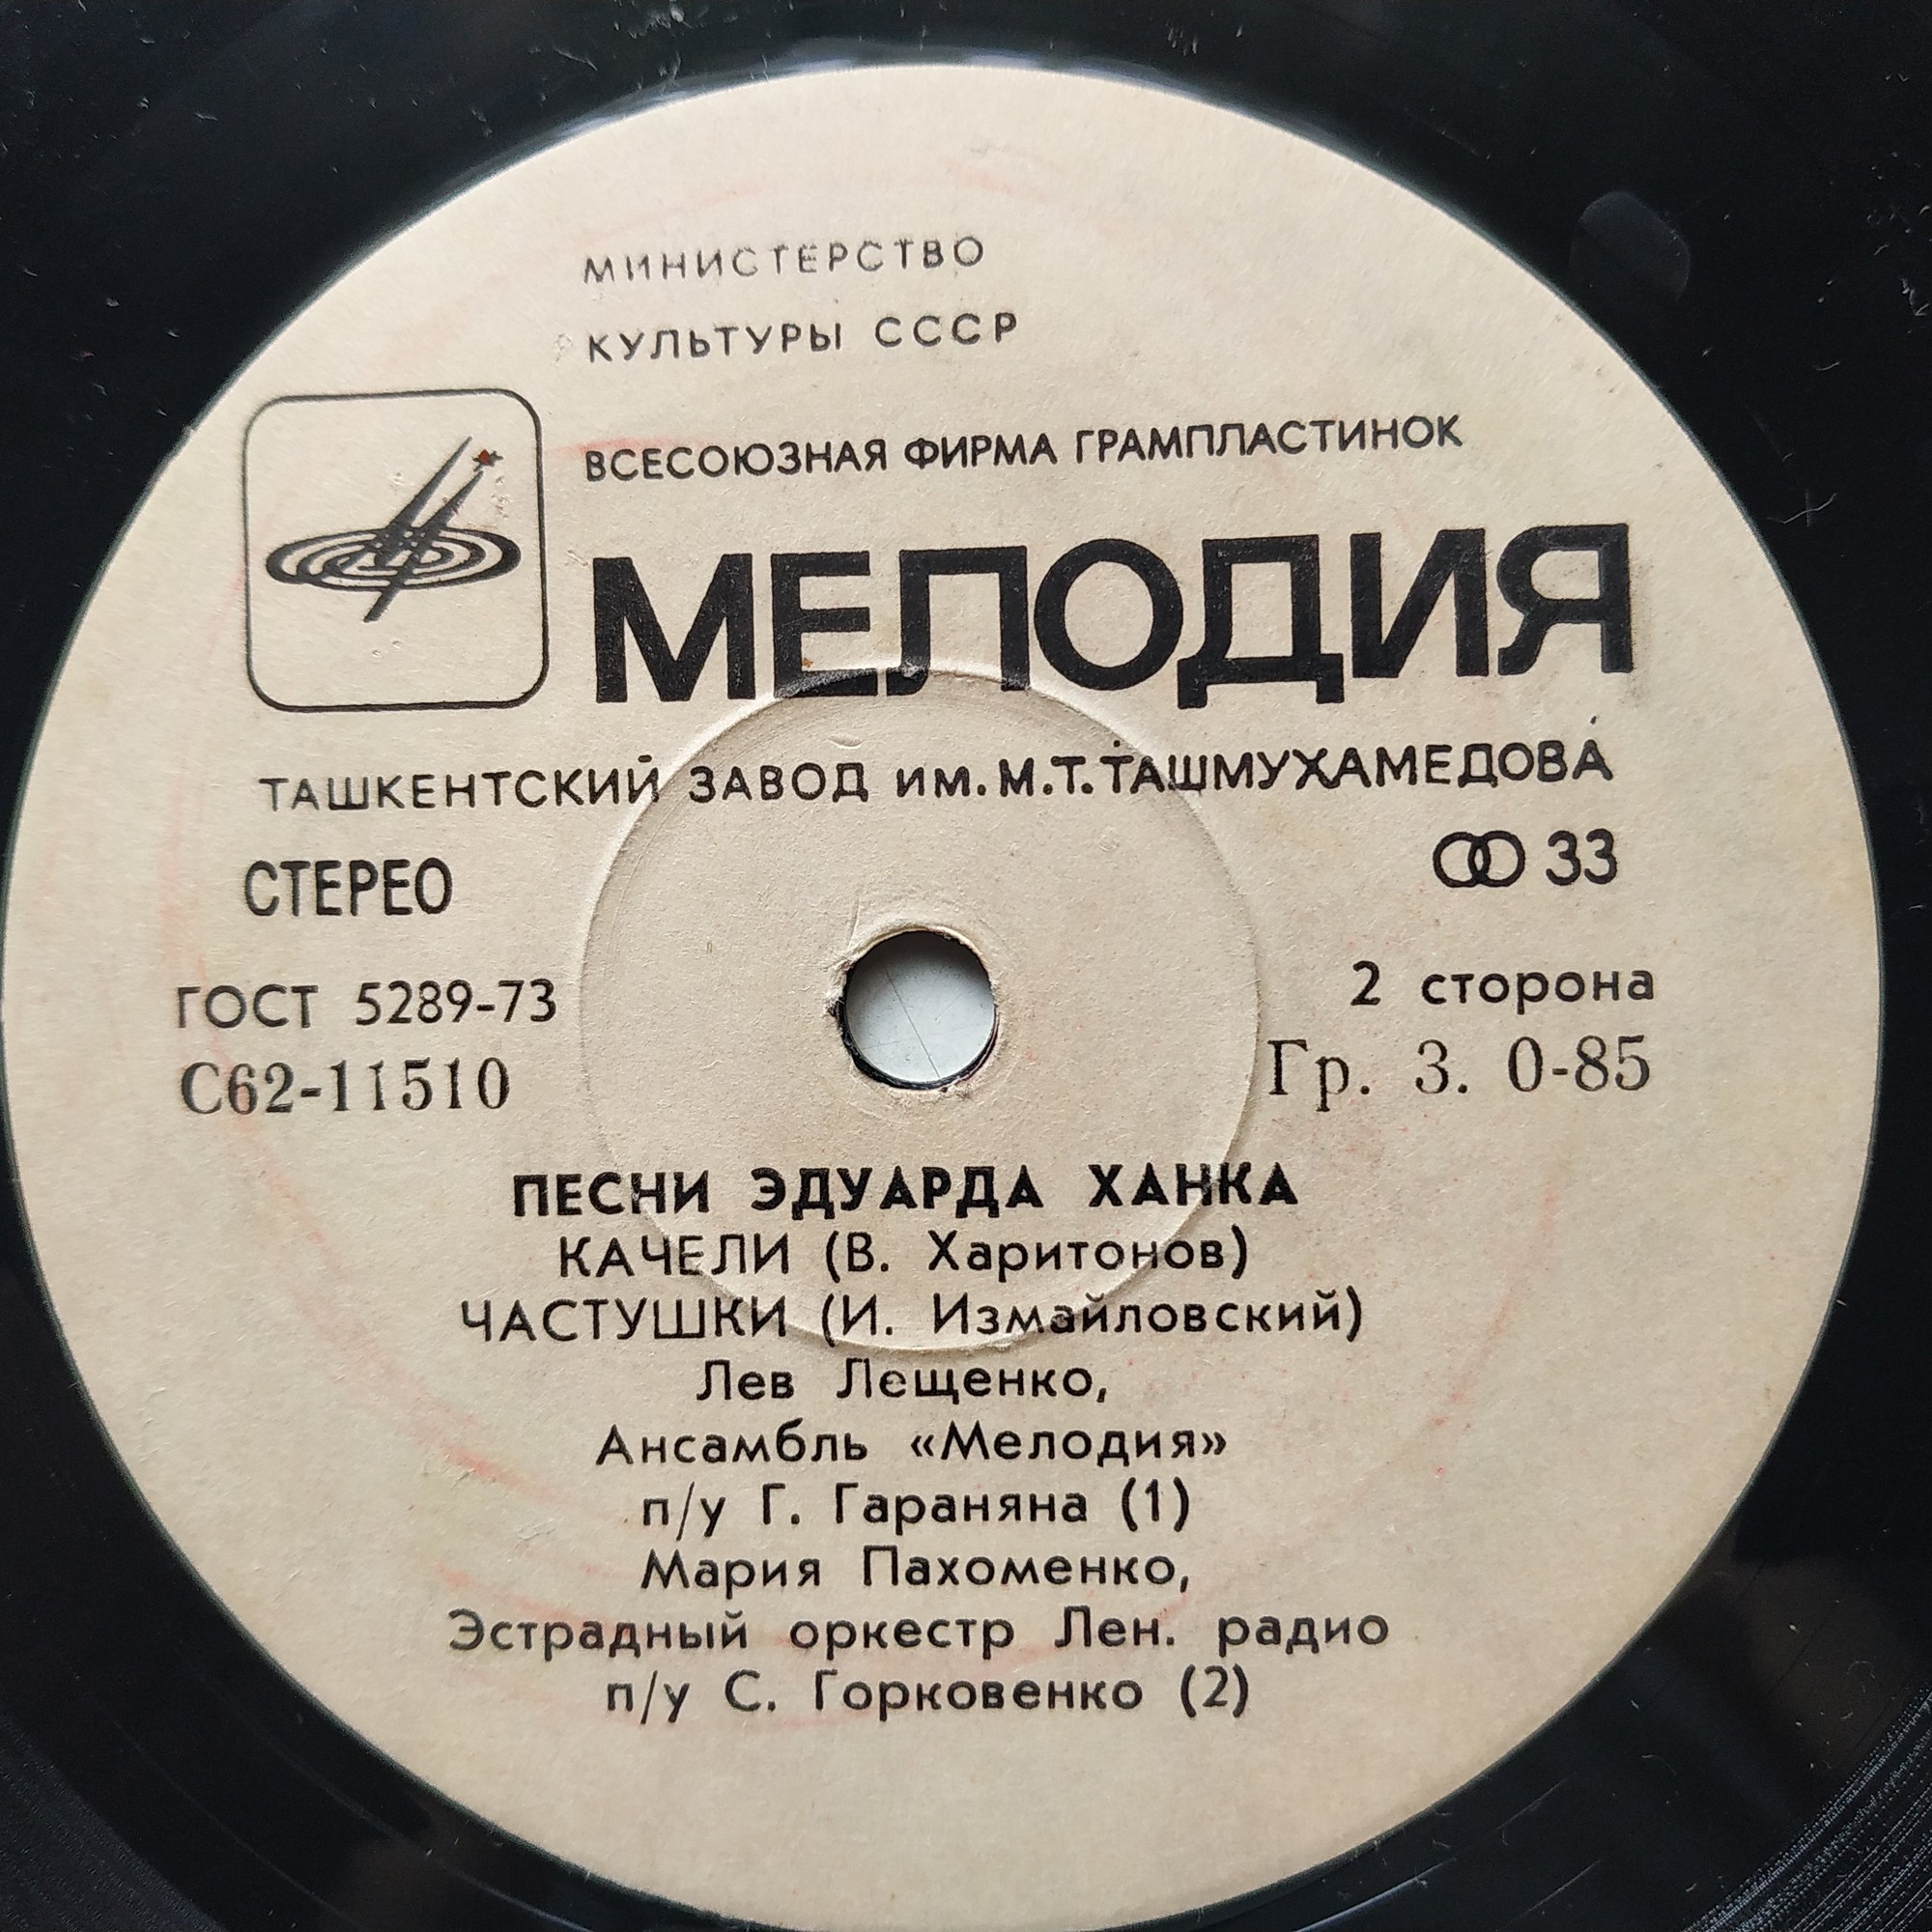 МИНИСТЕРСТВО
КУЛЬТУРЫ СССР
ВСЕСОЮЗНАЯ ФИРМА ГРАМПЛАСТИНОК
МЕЛОДИЯ
ТАШКЕНТСКИЙ ЗАВОД им. М.Т. ТАШМУХАМЕДОВА
СТЕРЕО 33
ГОСТ 5289-73 2 сторона
С62-11510 Гр. 3. 0-85
ПЕСНИ ЭДУАРДА ХАНКА
КАЧЕЛИ (В. Харитонов)
ЧАСТУШКИ (И. Измайловский)
Лев Лещенко,
Ансамбль «Мелодия»
п/у Г. Гараняна (1)
Мария Пахоменко,
Эстрадный оркестр Лен. радио
п/у С. Горковенко (2)